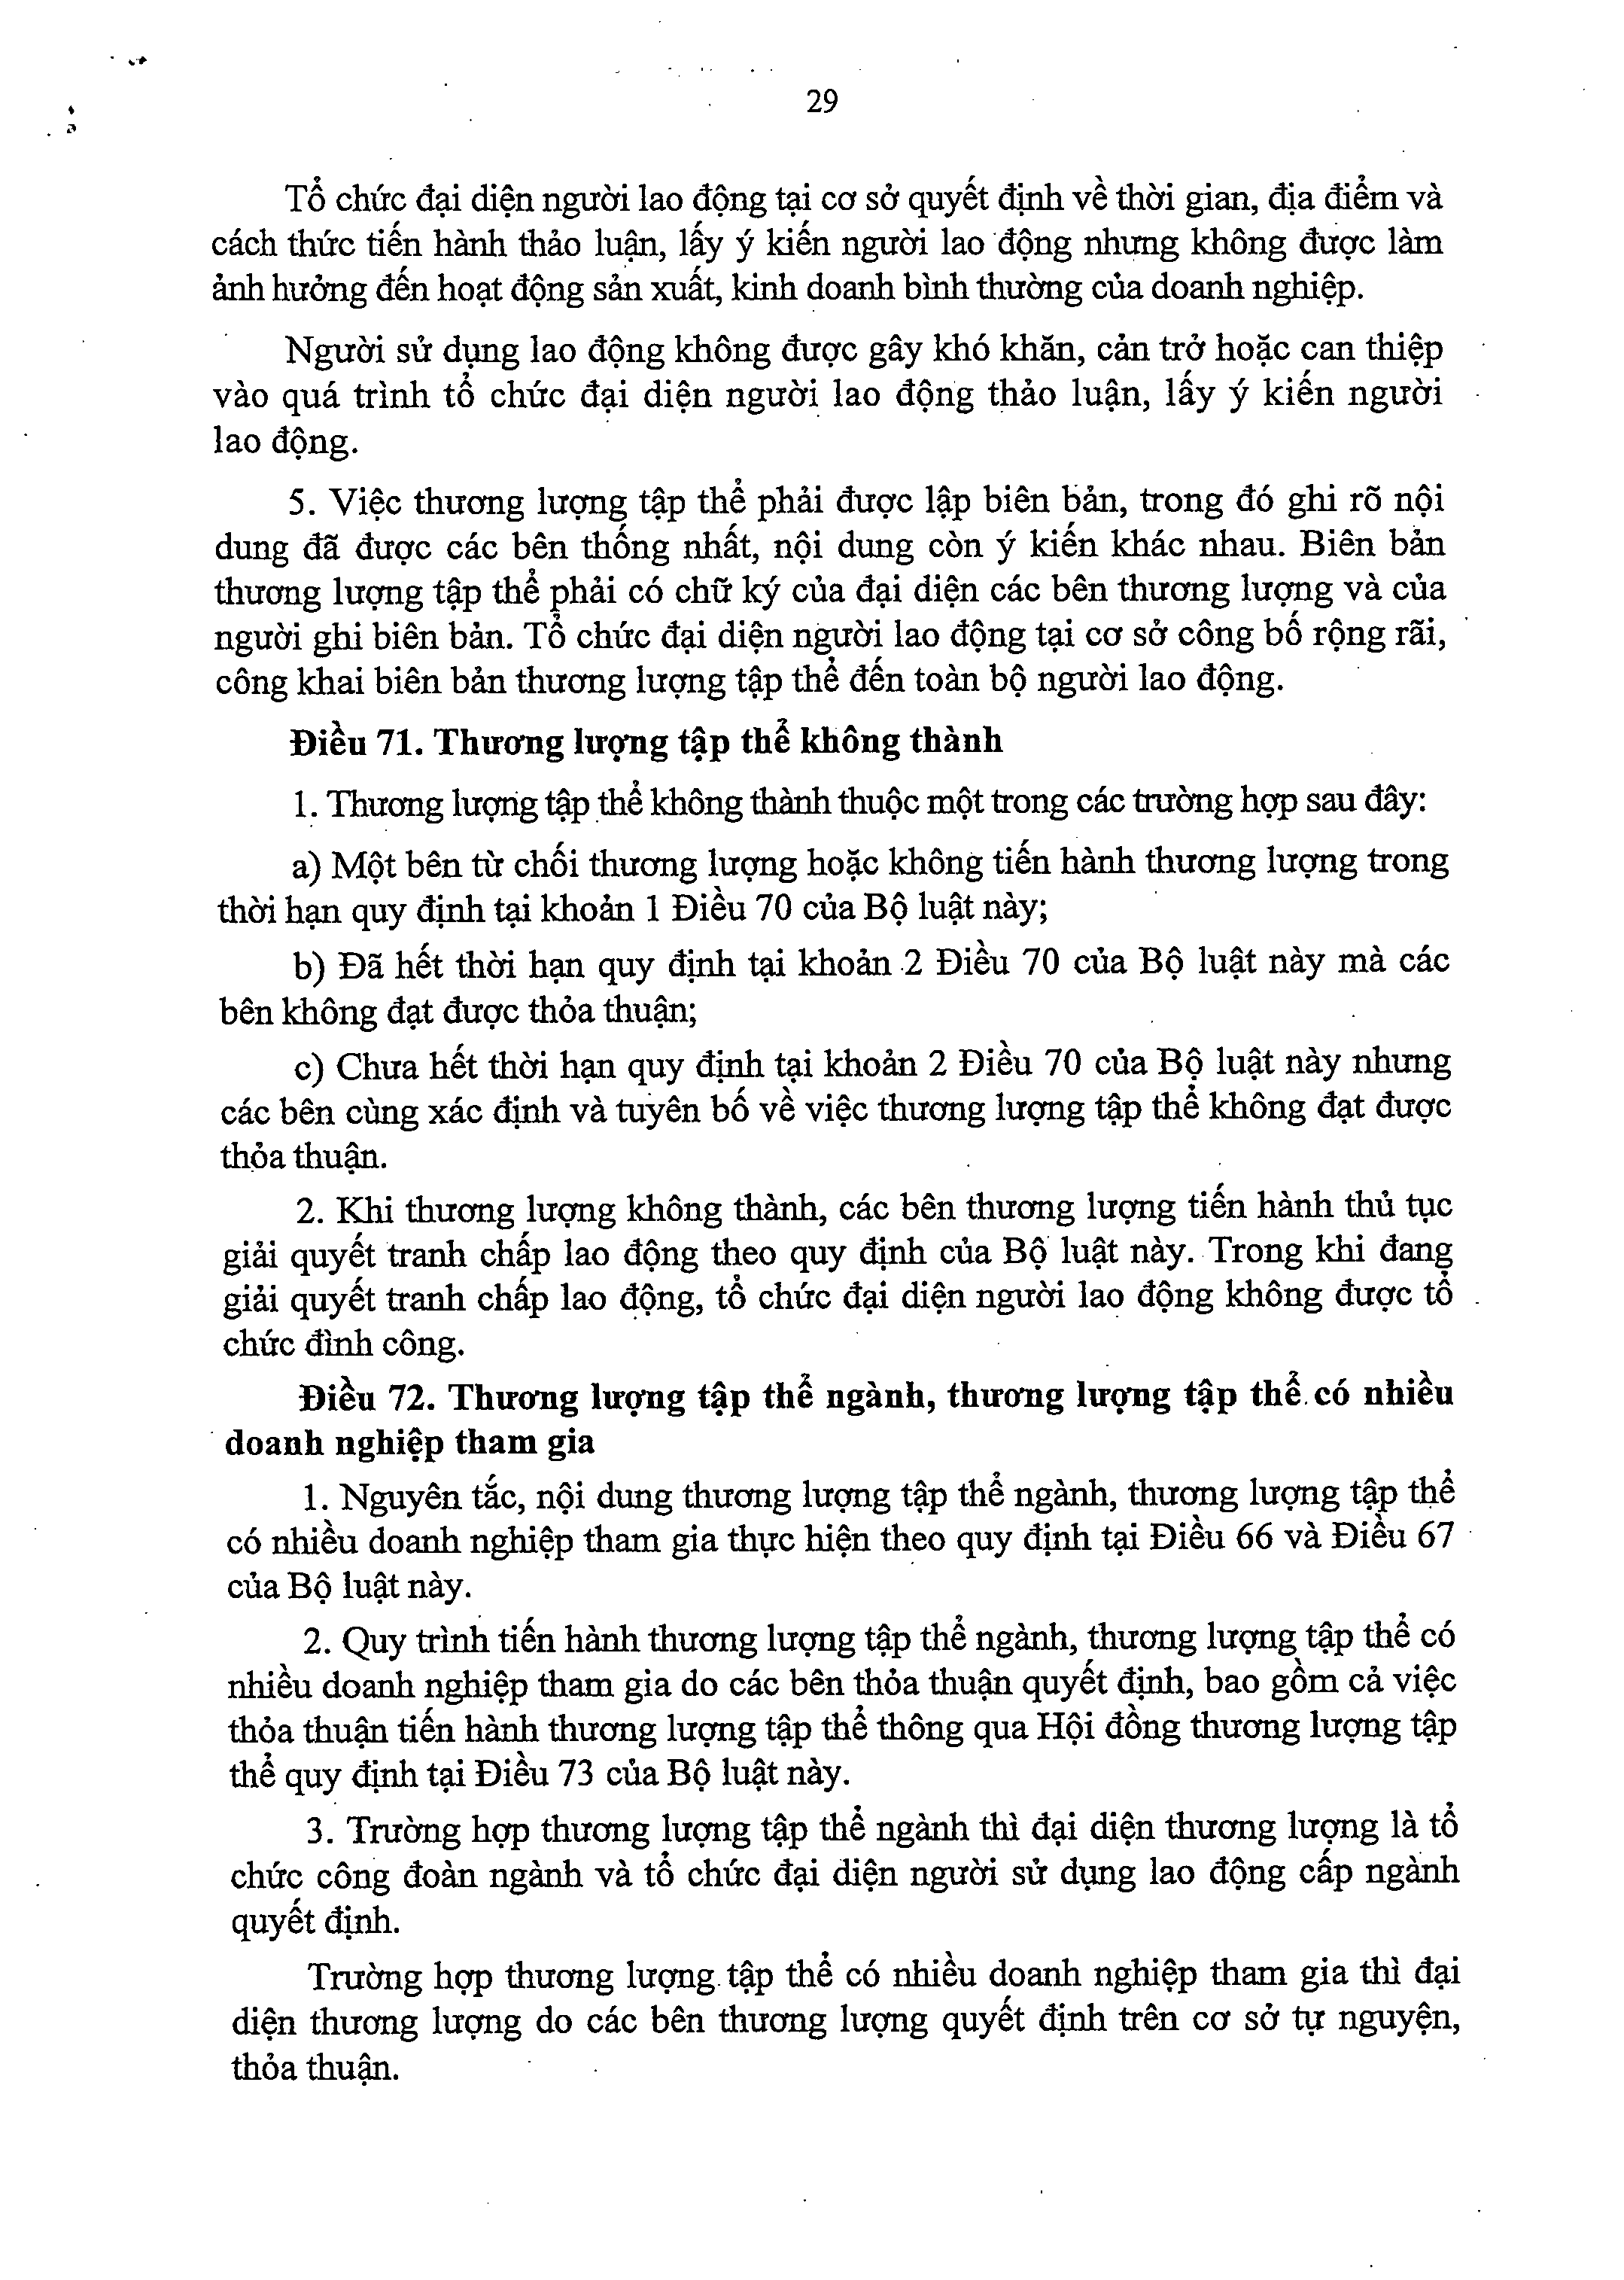 29
Tổ chức đại diện người lao động tại cơ sở quyết định về thời gian, địa điểm và
cách thức tiến hành thảo luận, lấy ý kiến người lao động nhưng không được làm
ảnh hưởng đến hoạt động sản xuất, kinh doanh bình thường của doanh nghiệp.
Người sử dụng lao động không được gây khó khăn, cản trở hoặc can thiệp
vào quá trình tổ chức đại diện người lao động thảo luận, lấy ý kiến người
lao động.
5. Việc thương lượng tập thể phải được lập biên bản, trong đó ghi rõ nội
dung đã được các bên thống nhất, nội dung còn ý kiến khác nhau. Biên bản
thương lượng tập thể phải có chữ ký của đại diện các bên thương lượng và của
người ghi biên bản. Tổ chức đại diện người lao động tại cơ sở công bố rộng rãi,
công khai biên bản thương lượng tập thể đến toàn bộ người lao động.
Điều 71. Thương lượng tập thể không thành
1. Thương lượng tập thể không thành thuộc một trong các trường hợp sau đây:
a) Một bên từ chối thương lượng hoặc không tiến hành thương lượng trong
thời hạn quy định tại khoản 1 Điều 70 của Bộ luật này;
b) Đã hết thời hạn quy định tại khoản 2 Điều 70 của Bộ luật này mà các
bên không đạt được thỏa thuận;
c) Chưa hết thời hạn quy định tại khoản 2 Điều 70 của Bộ luật này nhưng
các bên cùng xác định và tuyên bố về việc thương lượng tập thể không đạt được
thỏa thuận.
2. Khi thương lượng không thành, các bên thương lượng tiến hành thủ tục
giải quyết tranh chấp lao động theo quy định của Bộ luật này. Trong khi đang
giải quyết tranh chấp lao động, tổ chức đại diện người lao động không được tổ
chức đình công.
Điều 72. Thương lượng tập thể ngành, thương lượng tập thể có nhiều
doanh nghiệp tham gia
1. Nguyên tắc, nội dung thương lượng tập thể ngành, thương lượng tập thể
có nhiều doanh nghiệp tham gia thực hiện theo quy định tại Điều 66 và Điều 67
của Bộ luật này.
2. Quy trình tiến hành thương lượng tập thể ngành, thương lượng tập thể có
nhiều doanh nghiệp tham gia do các bên thỏa thuận quyết định, bao gồm cả việc
thỏa thuận tiến hành thương lượng tập thể thông qua Hội đồng thương lượng tập
thể quy định tại Điều 73 của Bộ luật này.
3. Trường hợp thương lượng tập thể ngành thì đại diện thương lượng là tổ
chức công đoàn ngành và tổ chức đại diện người sử dụng lao động cấp ngành
quyết định.
Trường hợp thương lượng tập thể có nhiều doanh nghiệp tham gia thì đại
diện thương lượng do các bên thương lượng quyết định trên cơ sở tự nguyện,
thỏa thuận.